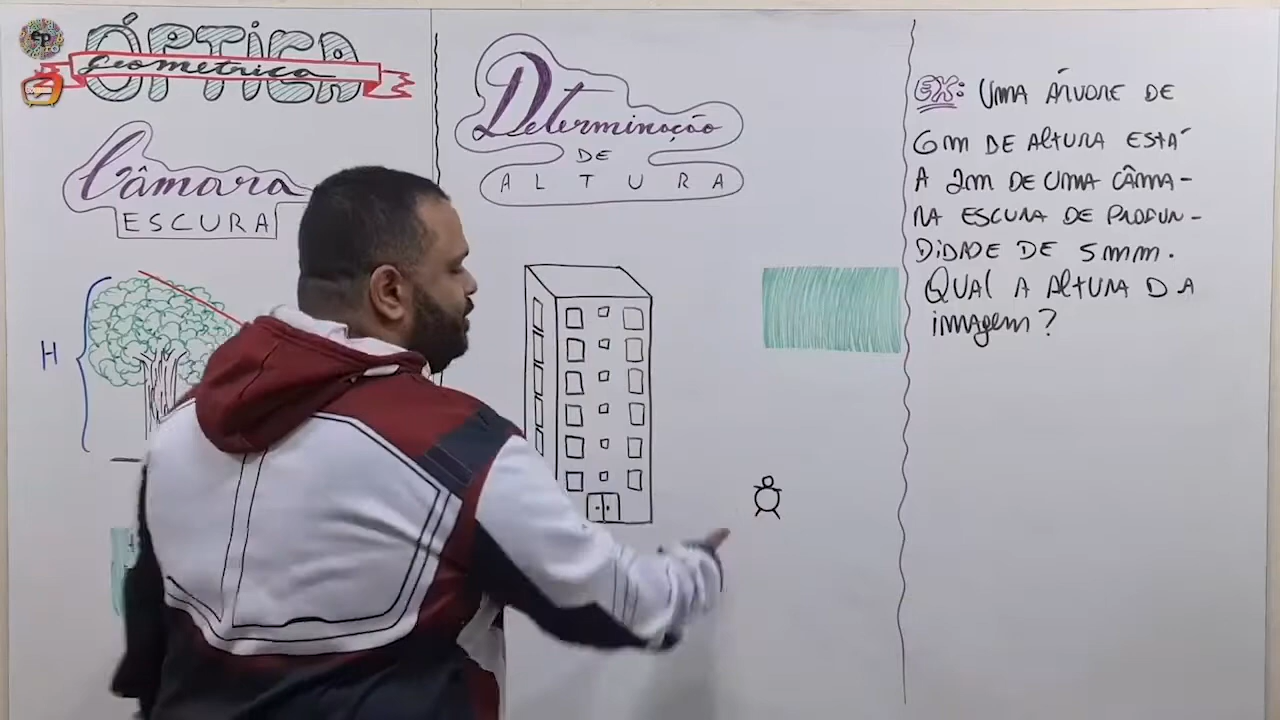 ÓPTICA
Geometrica
Câmara
ESCURA
H
Determinação
DE
ALTURA
EX: UMA ÁRVORE DE
6m DE ALTURA ESTÁ
A 2m DE UMA CÂMA-
RA ESCURA DE PROFUN-
DIDADE DE 5mm.
QUAL A ALTURA DA
IMAGEM?